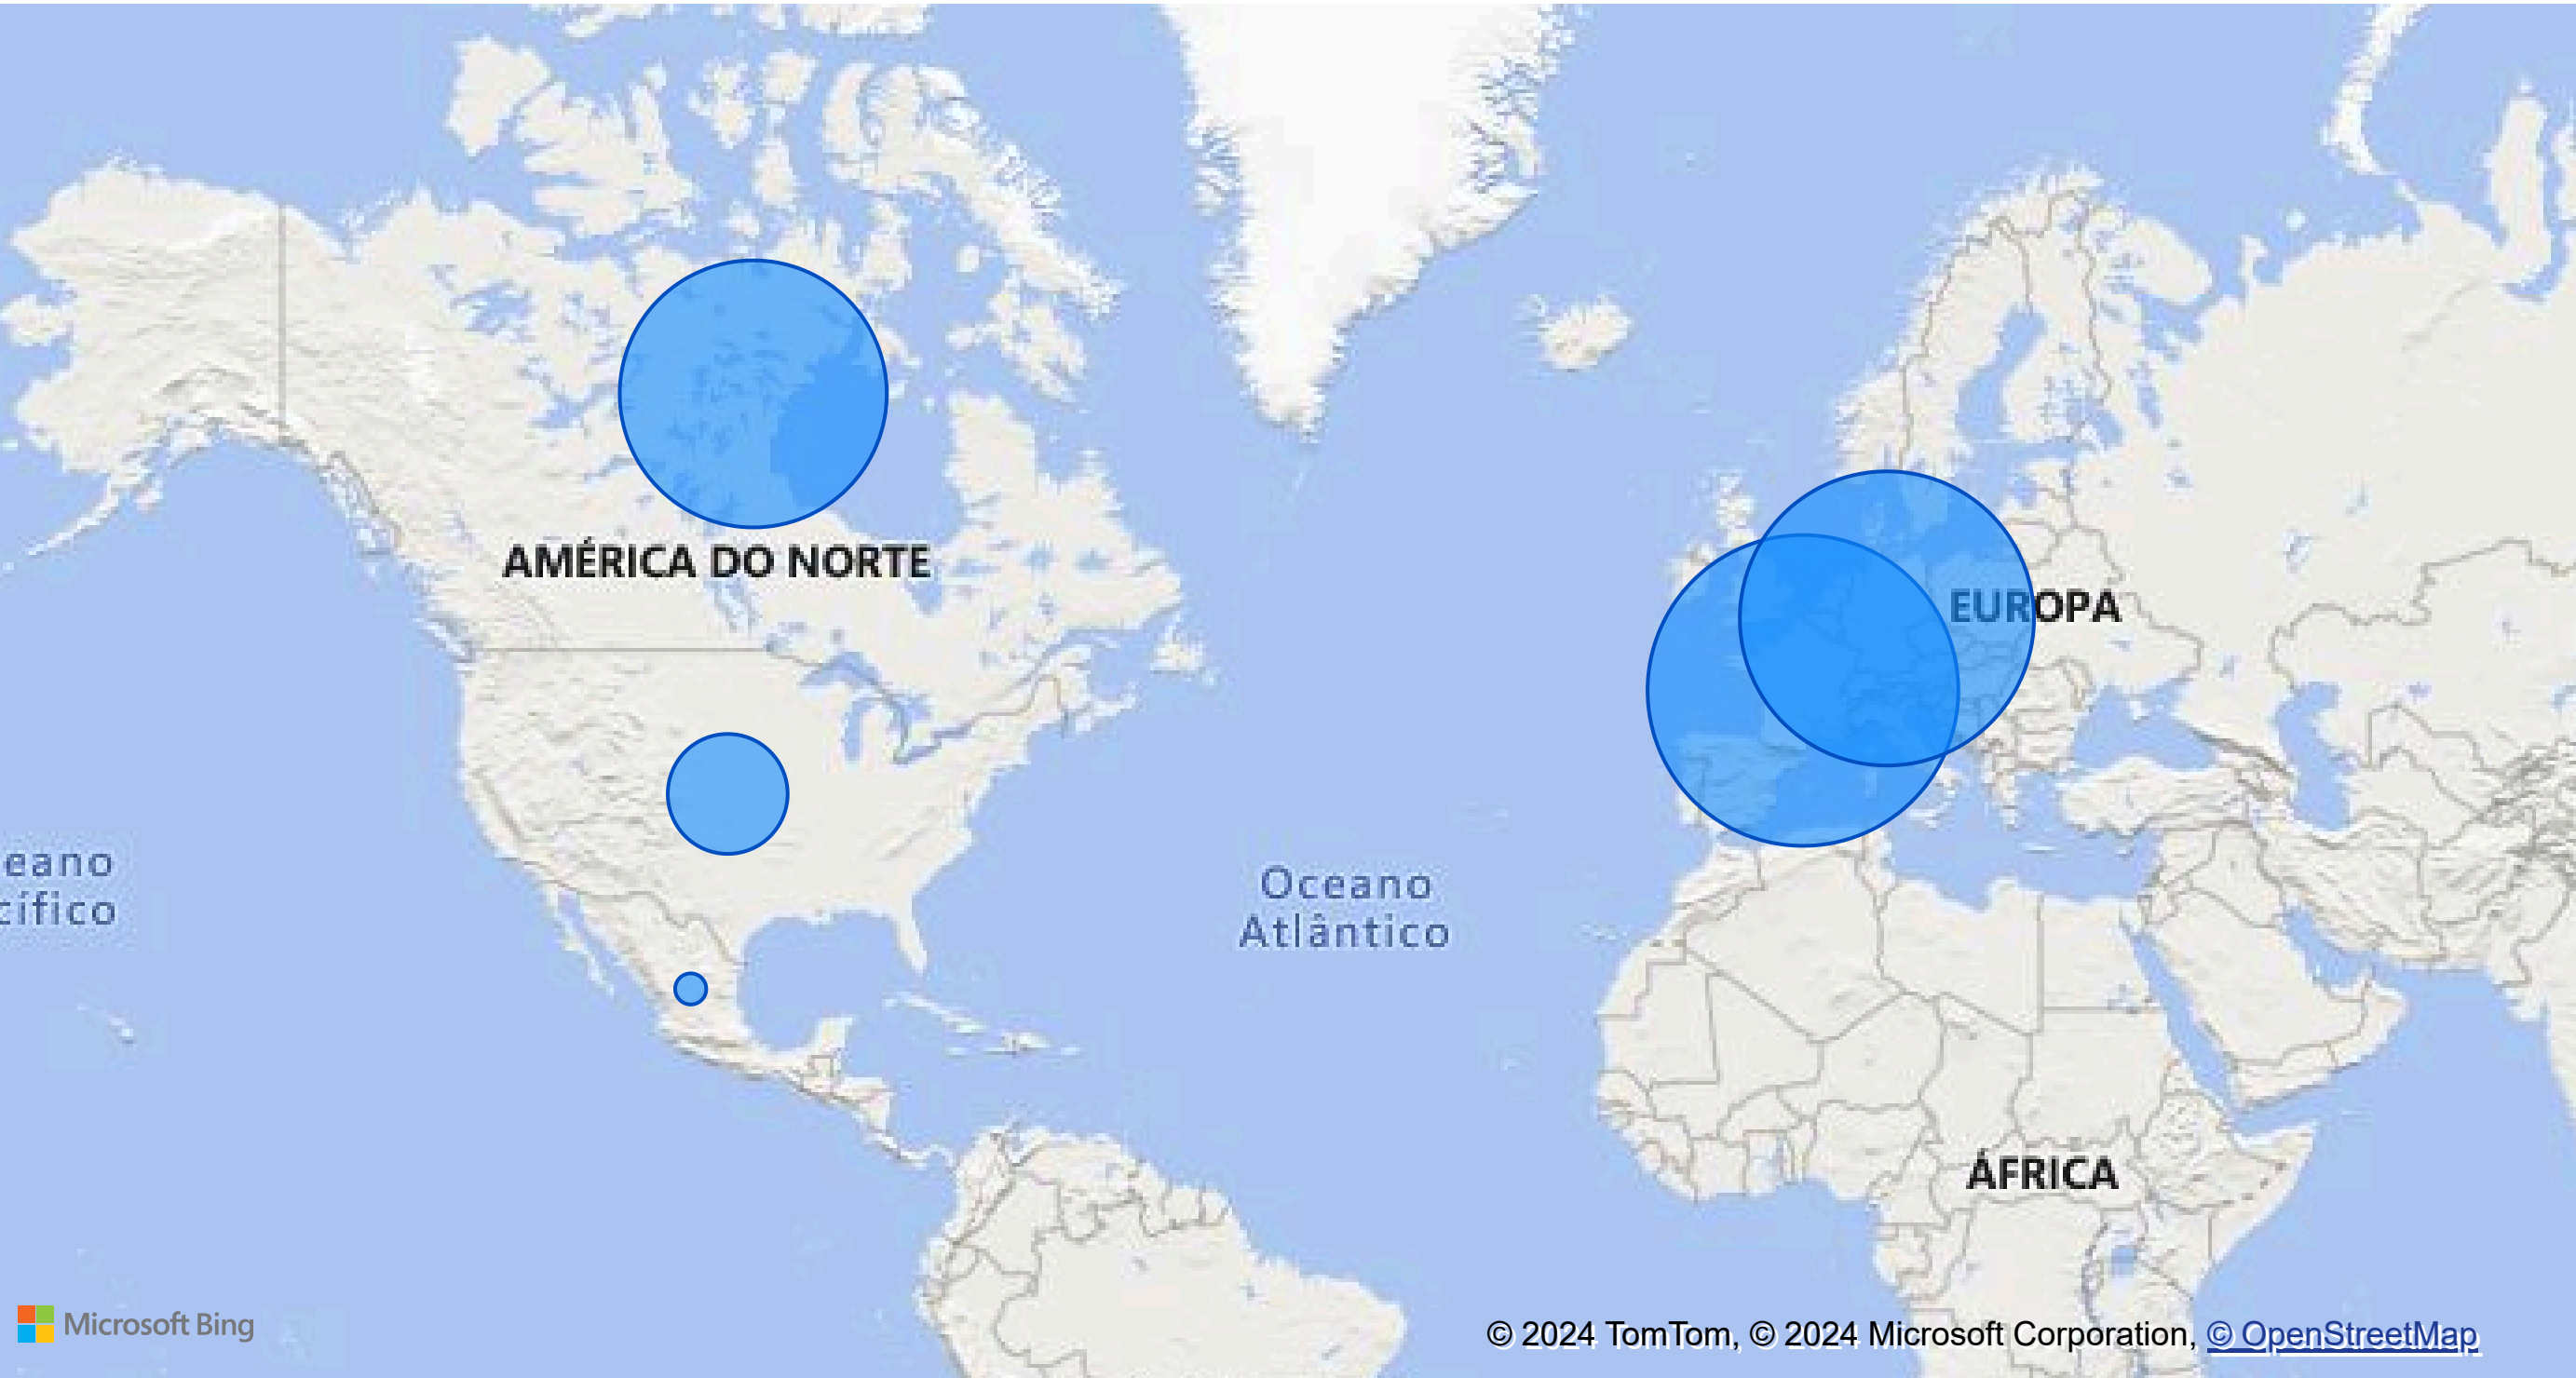 AMÉRICA DO NORTE
EUROPA
eano
cífico
Oceano
Atlântico
ÁFRICA
Microsoft Bing
© 2024 TomTom, © 2024 Microsoft Corporation, © OpenStreetMap